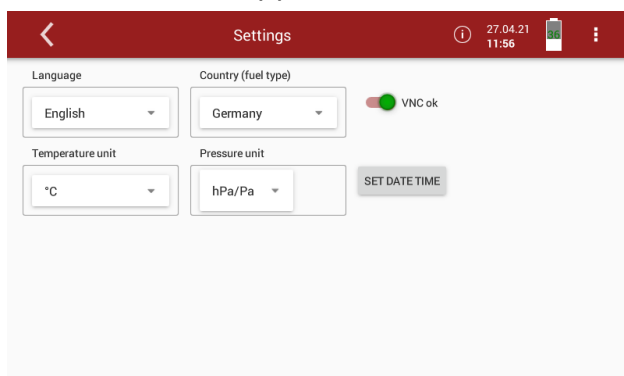 Settings
27.04.21
11:56
36
Language
Country (fuel type)
English
Germany
VNC ok
Temperature unit
Pressure unit
°C
hPa/Pa
SET DATE TIME